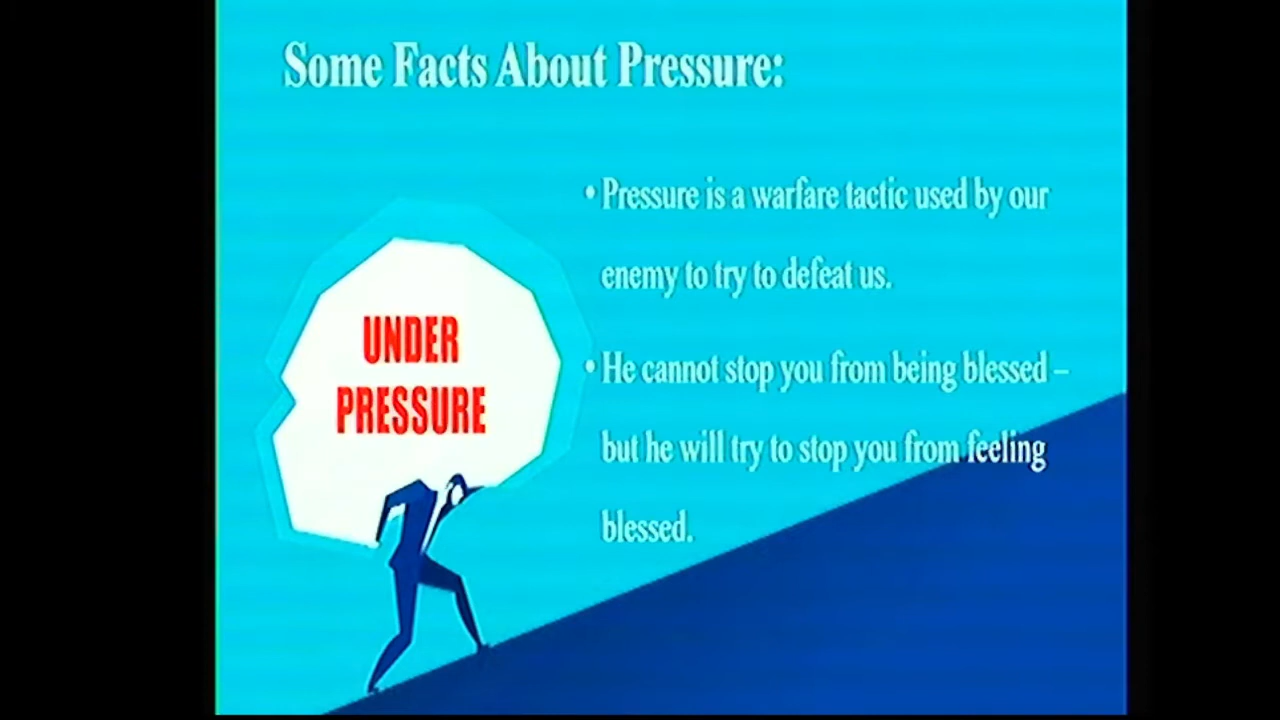 Some Facts About Pressure:
UNDER
PRESSURE
• Pressure is a warfare tactic used by our
enemy to try to defeat us.
• He cannot stop you from being blessed –
but he will try to stop you from feeling
blessed.